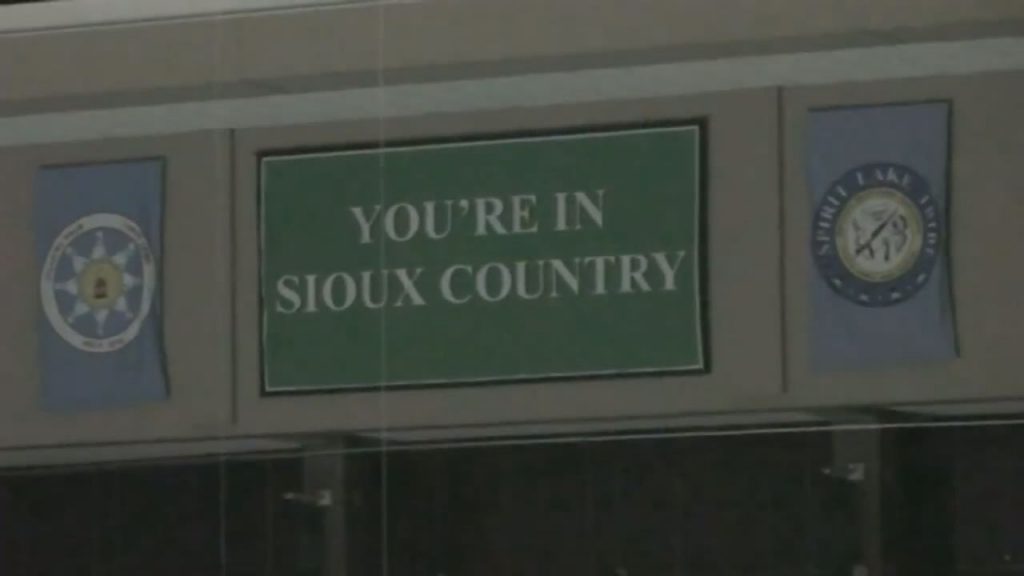 YOU'RE IN
SIOUX COUNTRY
SPIRIT LAKE TRIBE